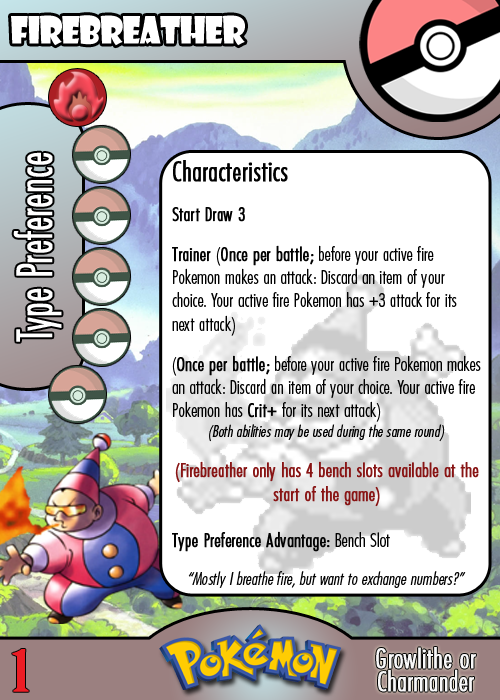 FIREBREATHER
Type Preference
Characteristics
Start Draw 3
Trainer (Once per battle; before your active fire
Pokemon makes an attack: Discard an item of your
choice. Your active fire Pokemon has +3 attack for its
next attack)
(Once per battle; before your active fire Pokemon makes
an attack: Discard an item of your choice. Your active fire
Pokemon has Crit+ for its next attack)
(Both abilities may be used during the same round)
(Firebreather only has 4 bench slots available at the
start of the game)
Type Preference Advantage: Bench Slot
“Mostly I breathe fire, but want to exchange numbers?”
1
POKéMON
Growlithe or
Charmander